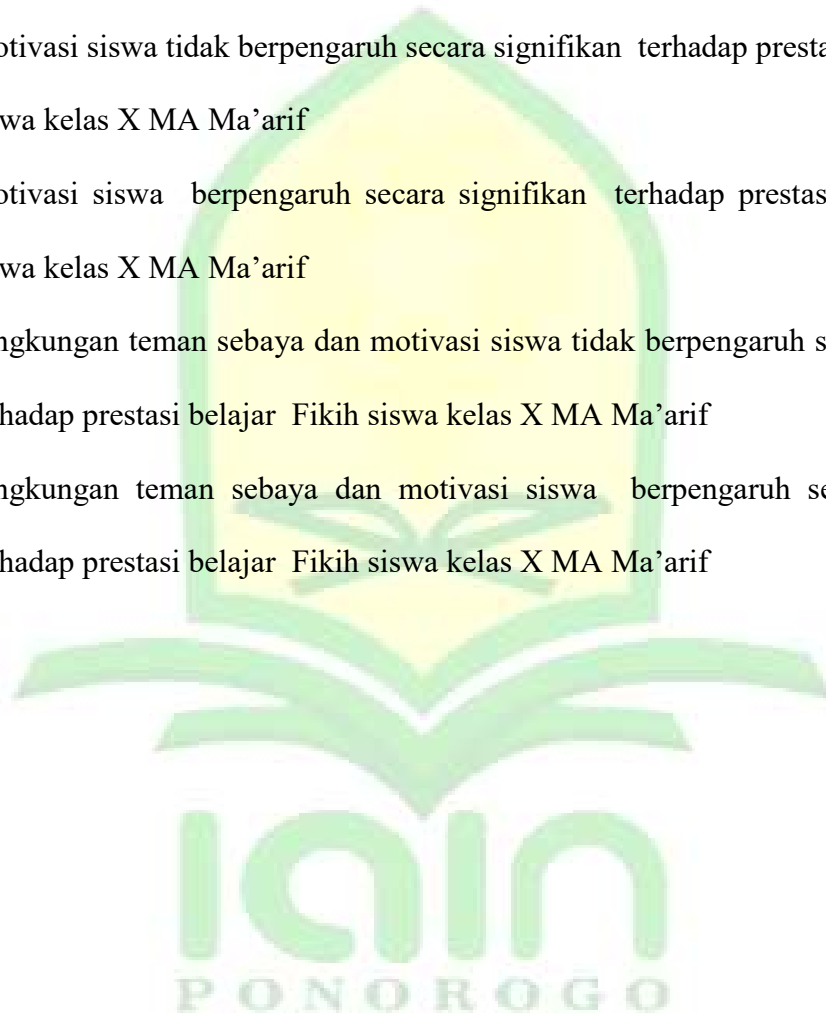 otivasi siswa tidak berpengaruh secara signifikan terhadap presta
wa kelas X MA Ma’arif
otivasi siswa berpengaruh secara signifikan terhadap prestas
wa kelas X MA Ma’arif
ngkungan teman sebaya dan motivasi siswa tidak berpengaruh s
hadap prestasi belajar Fikih siswa kelas X MA Ma’arif
ngkungan teman sebaya dan motivasi siswa berpengaruh se
hadap prestasi belajar Fikih siswa kelas X MA Ma’arif
iain
PONOROGO